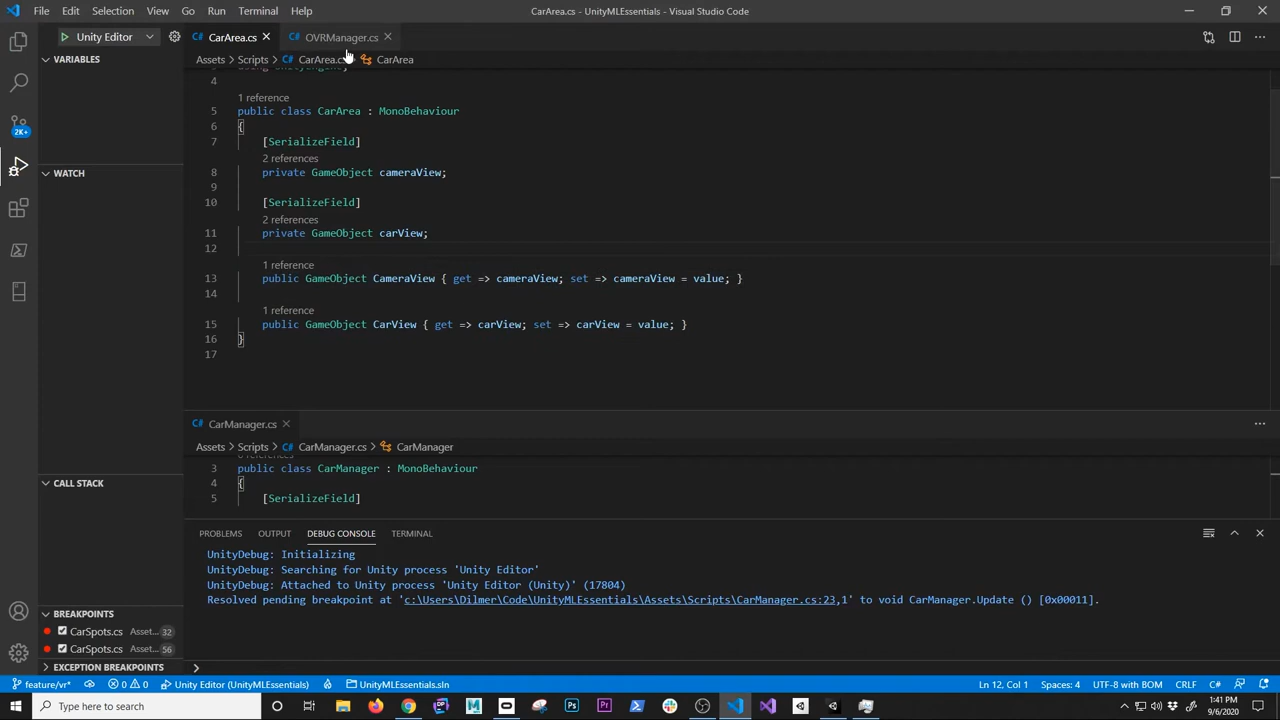 File Edit Selection View Go Run Terminal Help CarArea.cs - UnityMLEssentials - Visual Studio Code
Unity Editor CarArea.cs OVRManager.cs
VARIABLES Assets > Scripts > CarArea.cs CarArea
4
1 reference
5 public class CarArea : MonoBehaviour
6 {
7 [SerializeField]
2 references
8 private GameObject cameraView;
9
10 [SerializeField]
2 references
11 private GameObject carView;
12
1 reference
13 public GameObject CameraView { get => cameraView; set => cameraView = value; }
14
1 reference
15 public GameObject CarView { get => carView; set => carView = value; }
16 }
17
2K+
WATCH
CarManager.cs
Assets > Scripts > CarManager.cs > CarManager
3 public class CarManager : MonoBehaviour
4 {
5 [SerializeField]
CALL STACK
PROBLEMS OUTPUT DEBUG CONSOLE TERMINAL
UnityDebug: Initializing
UnityDebug: Searching for Unity process 'Unity Editor'
UnityDebug: Attached to Unity process 'Unity Editor (Unity)' (17804)
Resolved pending breakpoint at 'c:\Users\Dilmer\Code\UnityMLEssentials\Assets\Scripts\CarManager.cs:23,1' to void CarManager.Update () [0x00011].
BREAKPOINTS
CarSpots.cs Asset... 32
CarSpots.cs Asset... 56
EXCEPTION BREAKPOINTS
feature/vr* 0 0 Unity Editor (UnityMLEssentials) UnityMLEssentials.sln Ln 12, Col 1 Spaces: 4 UTF-8 with BOM CRLF C#
Type here to search
1:41 PM
9/6/2020